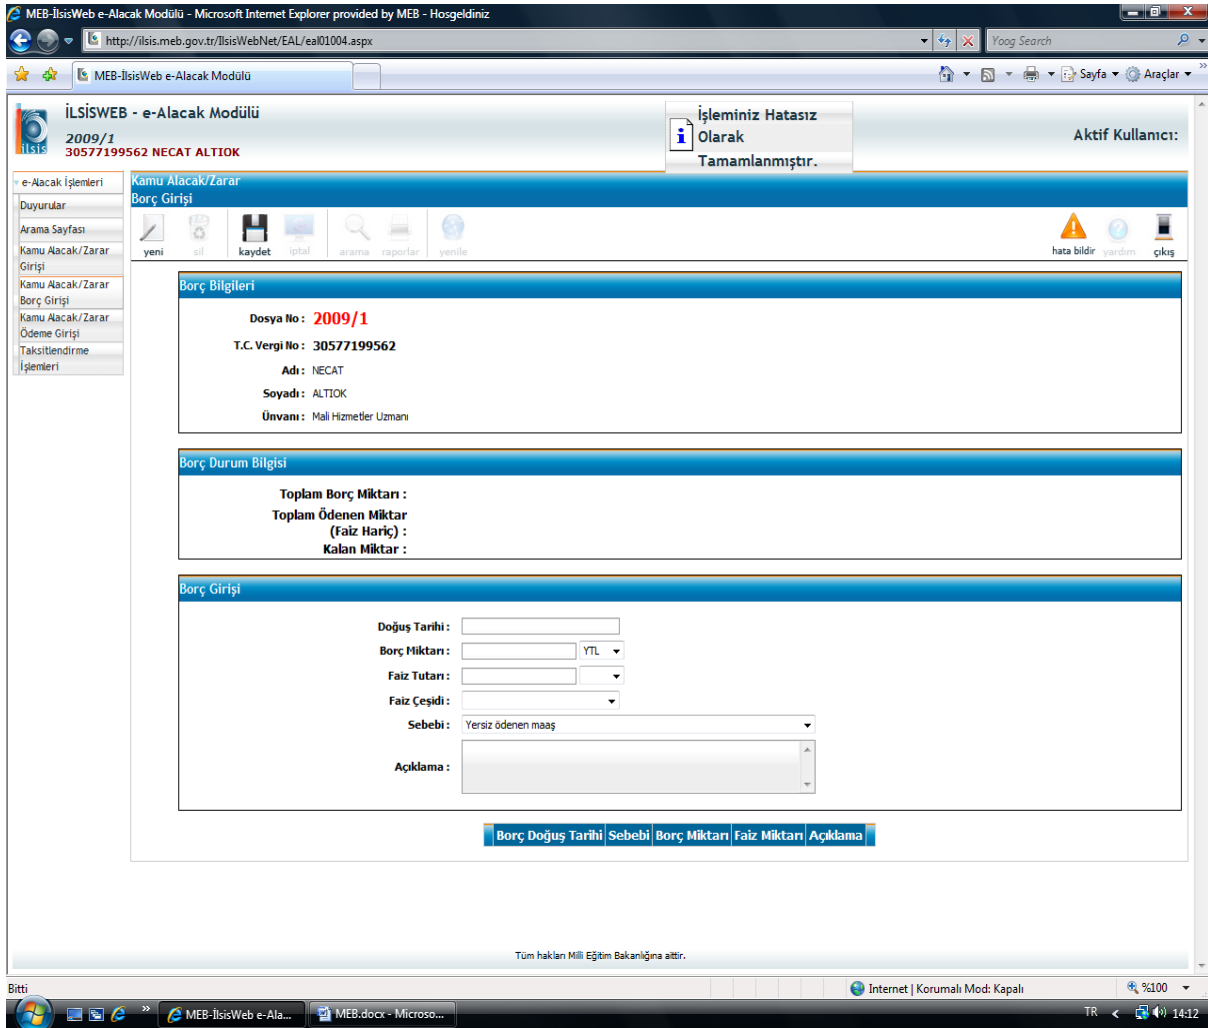 MEB-İlsisWeb e-Alacak Modülü - Microsoft Internet Explorer provided by MEB - Hosgeldiniz
http://ilsis.meb.gov.tr/IlsisWebNet/EAL/eal01004.aspx
Yoog Search
MEB-İlsisWeb e-Alacak Modülü
Sayfa
Araçlar
ilsis
İLSİSWEB - e-Alacak Modülü
2009/1
30577199562 NECAT ALTIOK
İşleminiz Hatasız
Olarak
Tamamlanmıştır.
Aktif Kullanıcı:
e-Alacak İşlemleri
Duyurular
Arama Sayfası
Kamu Alacak/Zarar
Girişi
Kamu Alacak/Zarar
Borç Girişi
Kamu Alacak/Zarar
Ödeme Girişi
Taksitlendirme
İşlemleri
Kamu Alacak/Zarar
Borç Girişi
yeni sil kaydet iptal arama raporlar yenile hata bildir yardım çıkış
Borç Bilgileri
Dosya No : 2009/1
T.C. Vergi No : 30577199562
Adı : NECAT
Soyadı : ALTIOK
Ünvanı : Mali Hizmetler Uzmanı
Borç Durum Bilgisi
Toplam Borç Miktarı :
Toplam Ödenen Miktar
(Faiz Hariç) :
Kalan Miktar :
Borç Girişi
Doğuş Tarihi :
Borç Miktarı : YTL
Faiz Tutarı :
Faiz Çeşidi :
Sebebi : Yersiz ödenen maaş
Açıklama :
Borç Doğuş Tarihi Sebebi Borç Miktarı Faiz Miktarı Açıklama
Tüm hakları Milli Eğitim Bakanlığına aittir.
Bitti
Internet | Korumalı Mod: Kapalı
%100
MEB-İlsisWeb e-Ala...
MEB.docx - Microso...
TR
14:12